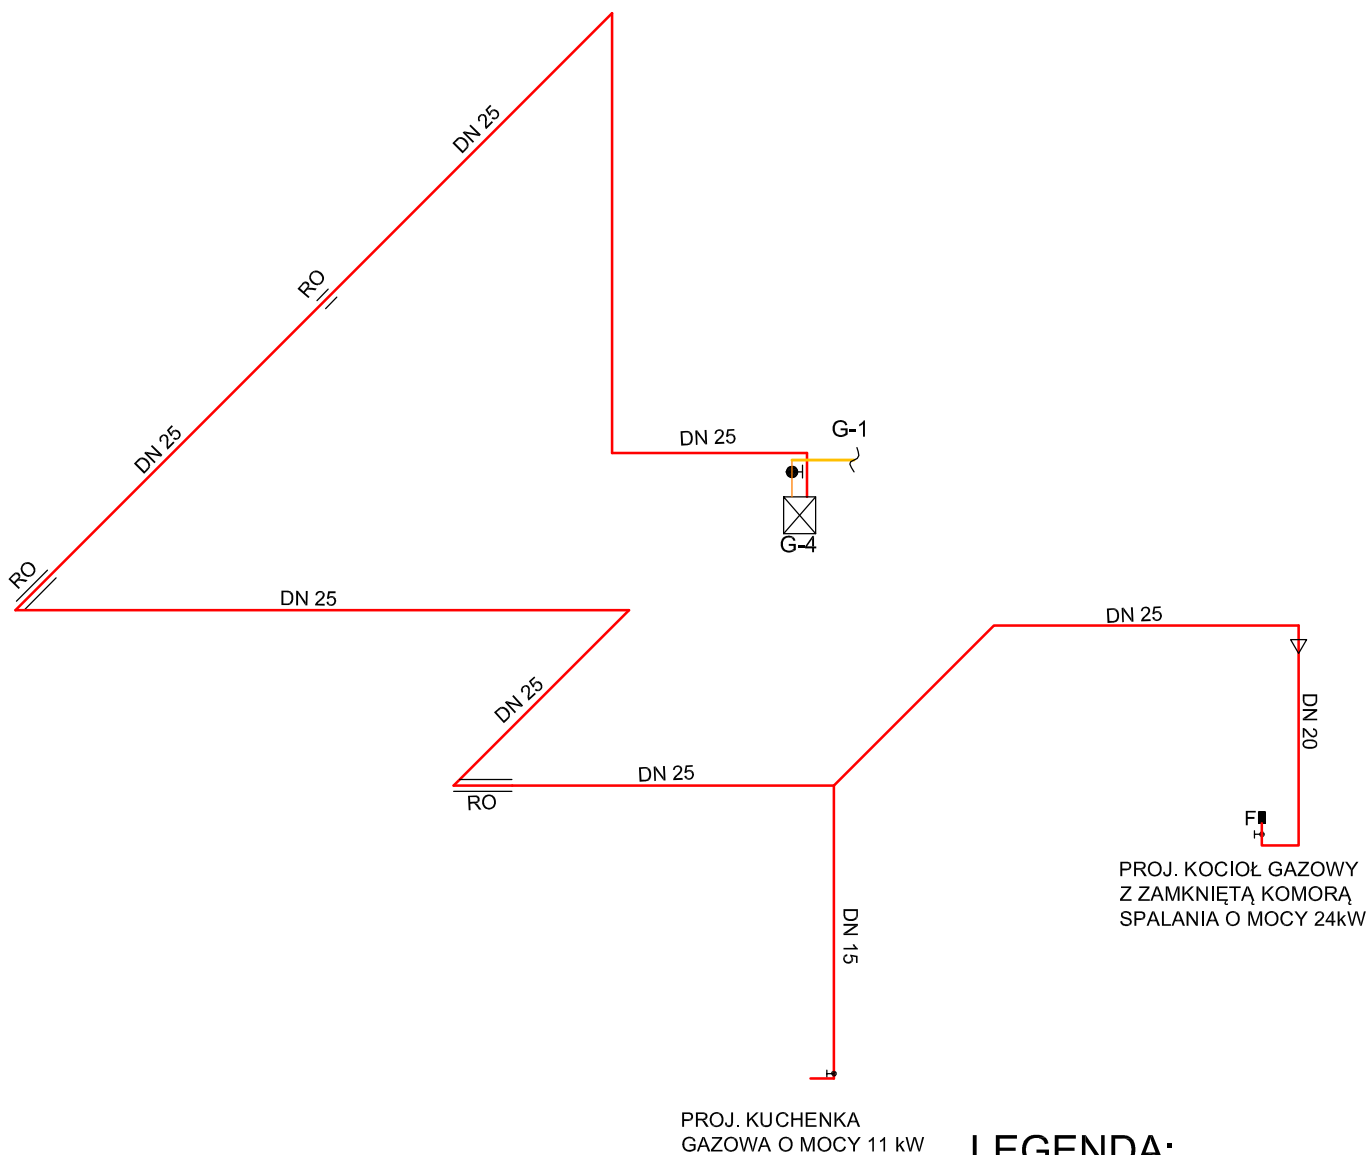 DN 25
RO
DN 25
DN 25
G-1
G-4
RO
DN 25
DN 25
DN 25
DN 20
DN 25
RO
F
PROJ. KOCIOŁ GAZOWY
Z ZAMKNIĘTĄ KOMORĄ
SPALANIA O MOCY 24kW
DN 15
PROJ. KUCHENKA
GAZOWA O MOCY 11 kW
LEGENDA: